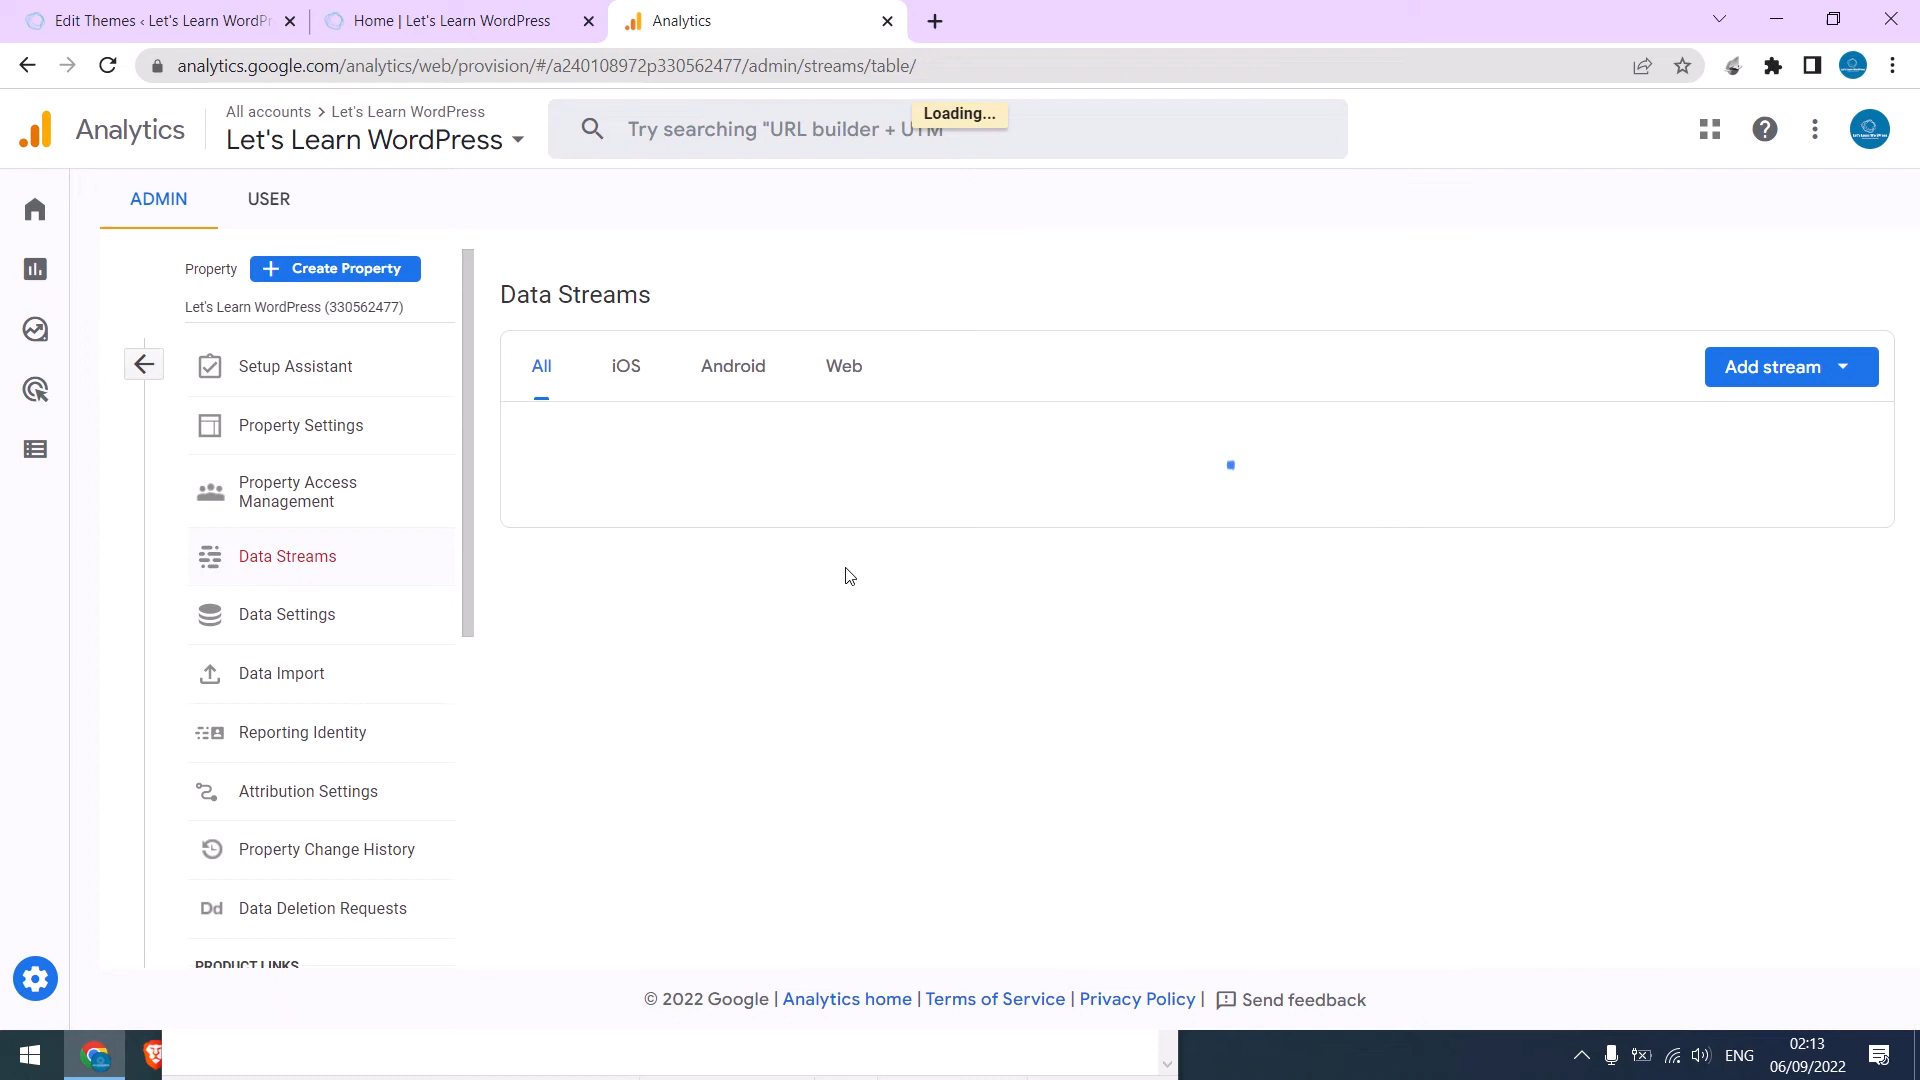 Edit Themes ‹ Let's Learn WordPr
Home | Let's Learn WordPress
Analytics
analytics.google.com/analytics/web/provision/#/a240108972p330562477/admin/streams/table/
Analytics
All accounts > Let's Learn WordPress
Let's Learn WordPress
Try searching "URL builder + UTM
Loading...
ADMIN
USER
Property
Create Property
Let's Learn WordPress (330562477)
Setup Assistant
Property Settings
Property Access
Management
Data Streams
Data Settings
Data Import
Reporting Identity
Attribution Settings
Property Change History
Dd Data Deletion Requests
PRODUCT LINKS
Data Streams
All
iOS
Android
Web
Add stream
© 2022 Google | Analytics home | Terms of Service | Privacy Policy | Send feedback
ENG
02:13
06/09/2022